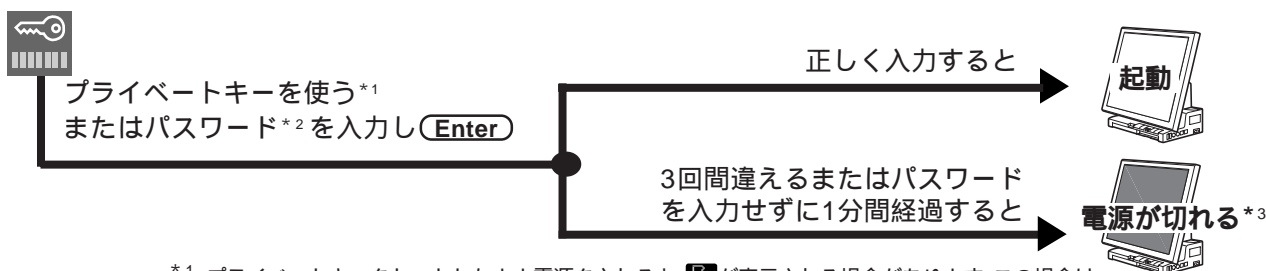 正しく入力すると
起動
プライベートキーを使う*1
またはパスワード*2を入力しEnter
3回間違えるまたはパスワード
を入力せずに1分間経過すると
電源が切れる*3